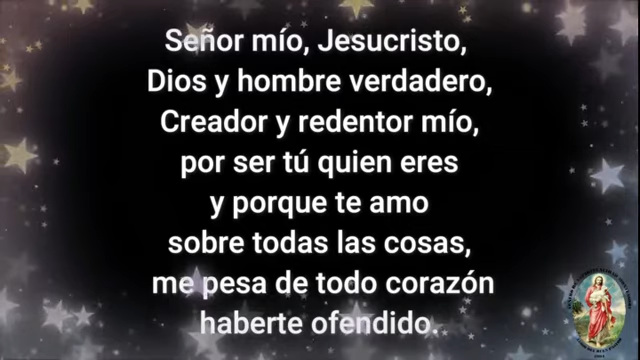 Señor mío, Jesucristo,
Dios y hombre verdadero,
Creador y redentor mío,
por ser tú quien eres
y porque te amo
sobre todas las cosas,
me pesa de todo corazón
haberte ofendido.